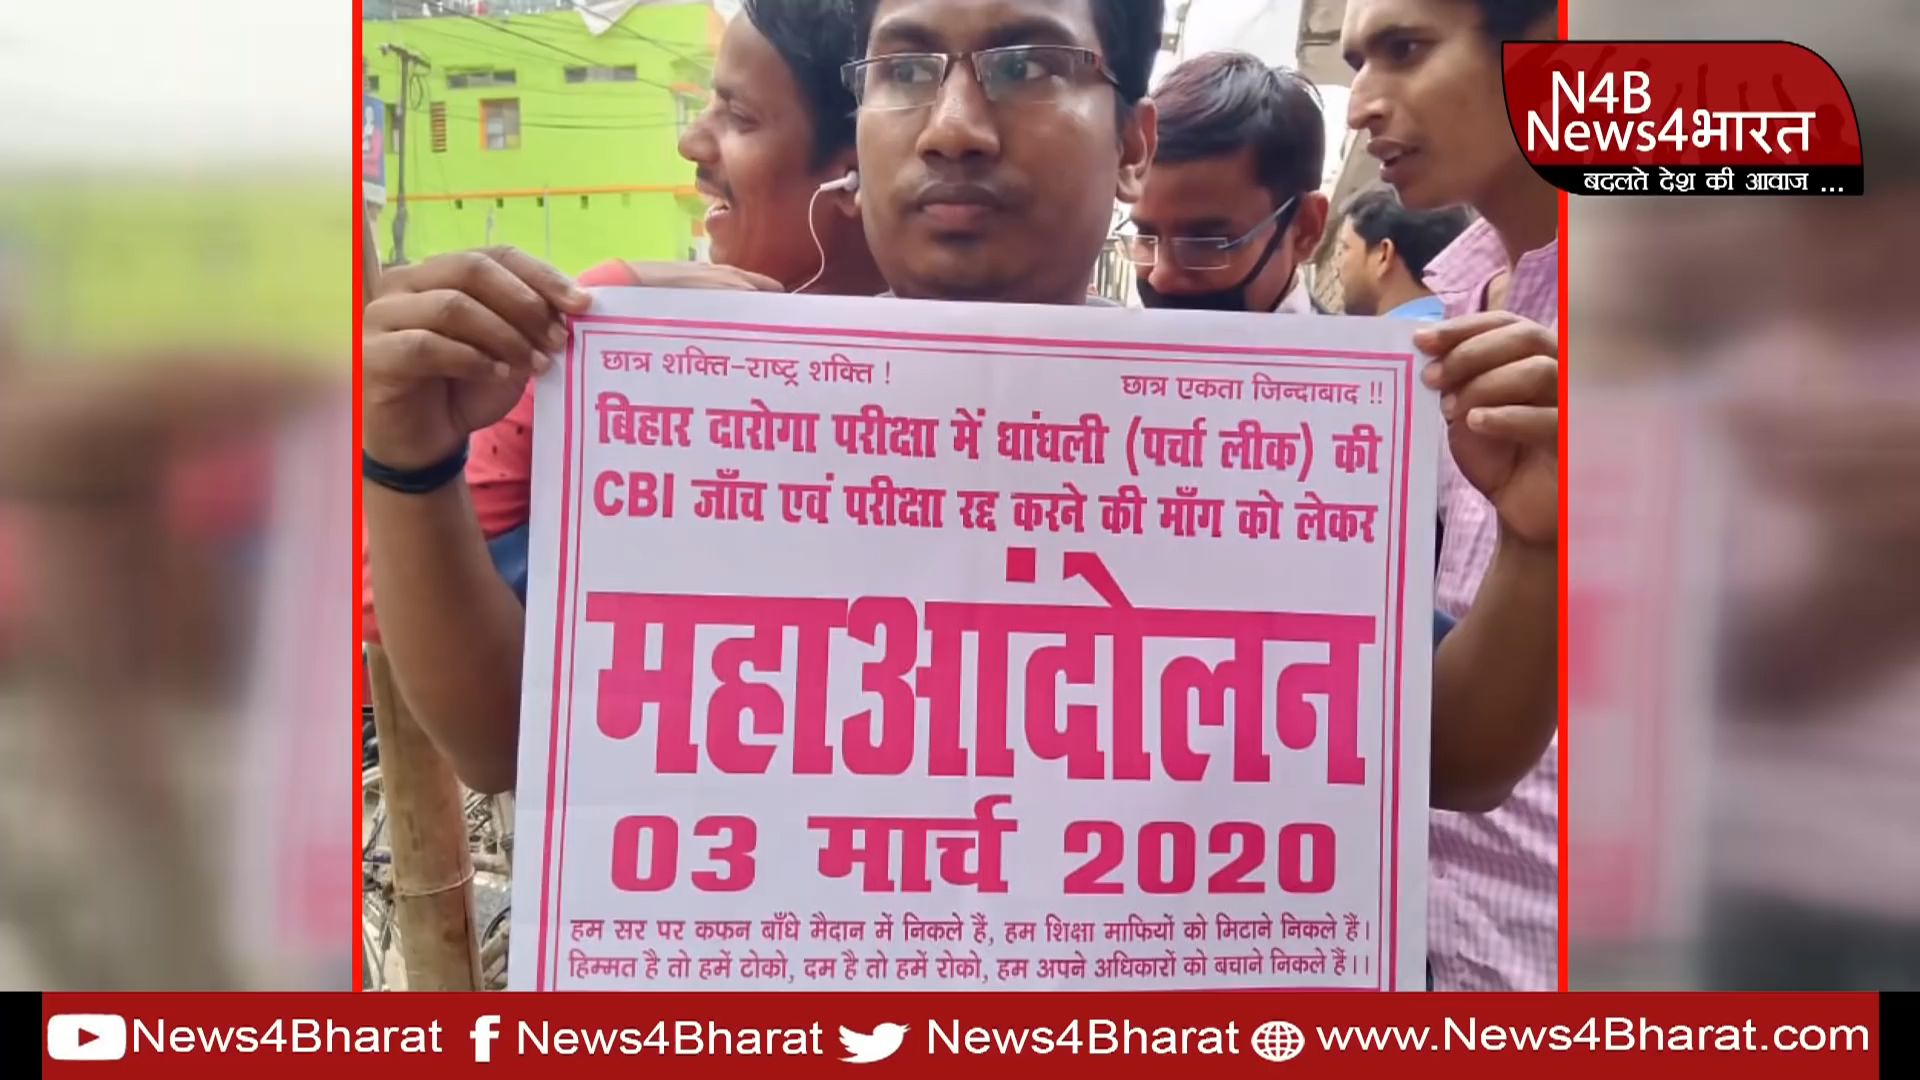 N4B
News4भारत
बदलते देश की आवाज ...
छात्र शक्ति-राष्ट्र शक्ति !
छात्र एकता जिन्दाबाद !!
बिहार दारोगा परीक्षा में धांधली (पर्चा लीक) की
CBI जाँच एवं परीक्षा रद्द करने की माँग को लेकर
महाआंदोलन
03 मार्च 2020
हम सर पर कफन बाँधे मैदान में निकले हैं, हम शिक्षा माफियों को मिटाने निकले हैं।
हिम्मत है तो हमें टोको, दम है तो हमें रोको, हम अपने अधिकारों को बचाने निकले हैं।।
News4Bharat News4Bharat News4Bharat www.News4Bharat.com